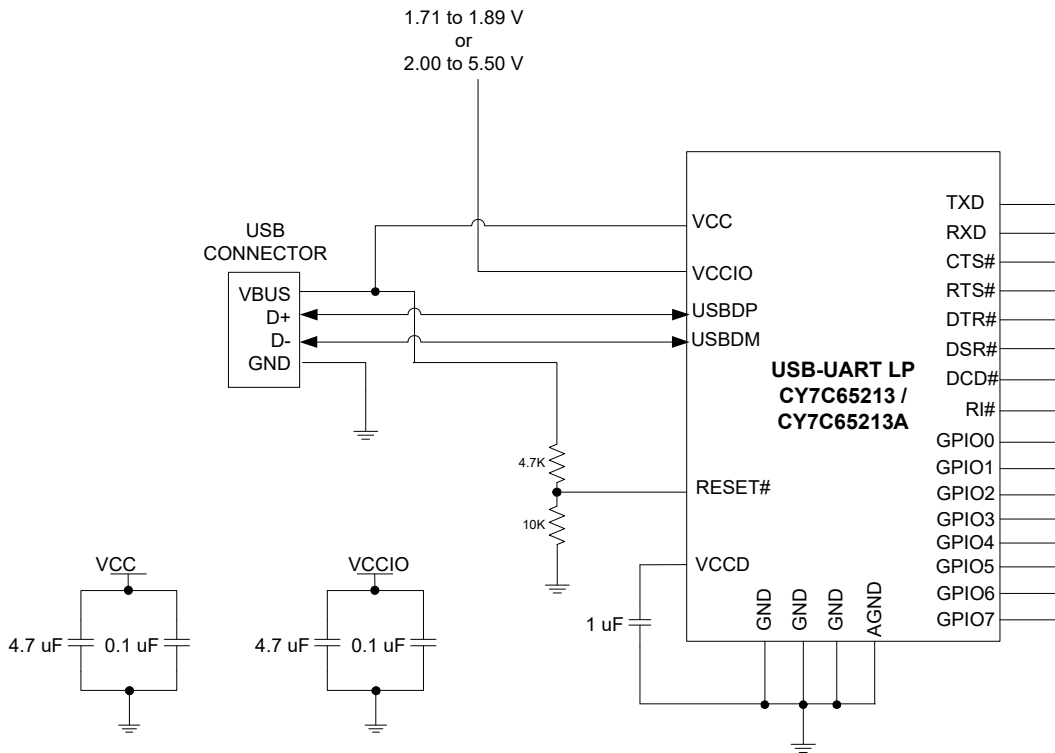 1.71 to 1.89 V
or
2.00 to 5.50 V
USB
CONNECTOR
VBUS
D+
D-
GND
VCC
VCCIO
USBDP
USBDM
RESET#
VCCD
USB-UART LP
CY7C65213 /
CY7C65213A
TXD
RXD
CTS#
RTS#
DTR#
DSR#
DCD#
RI#
GPIO0
GPIO1
GPIO2
GPIO3
GPIO4
GPIO5
GPIO6
GPIO7
GND
GND
GND
AGND
4.7K
10K
1 uF
VCC
4.7 uF
0.1 uF
VCCIO
4.7 uF
0.1 uF